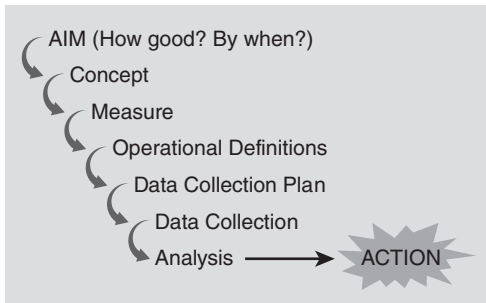 AIM (How good? By when?)
Concept
Measure
Operational Definitions
Data Collection Plan
Data Collection
Analysis
ACTION